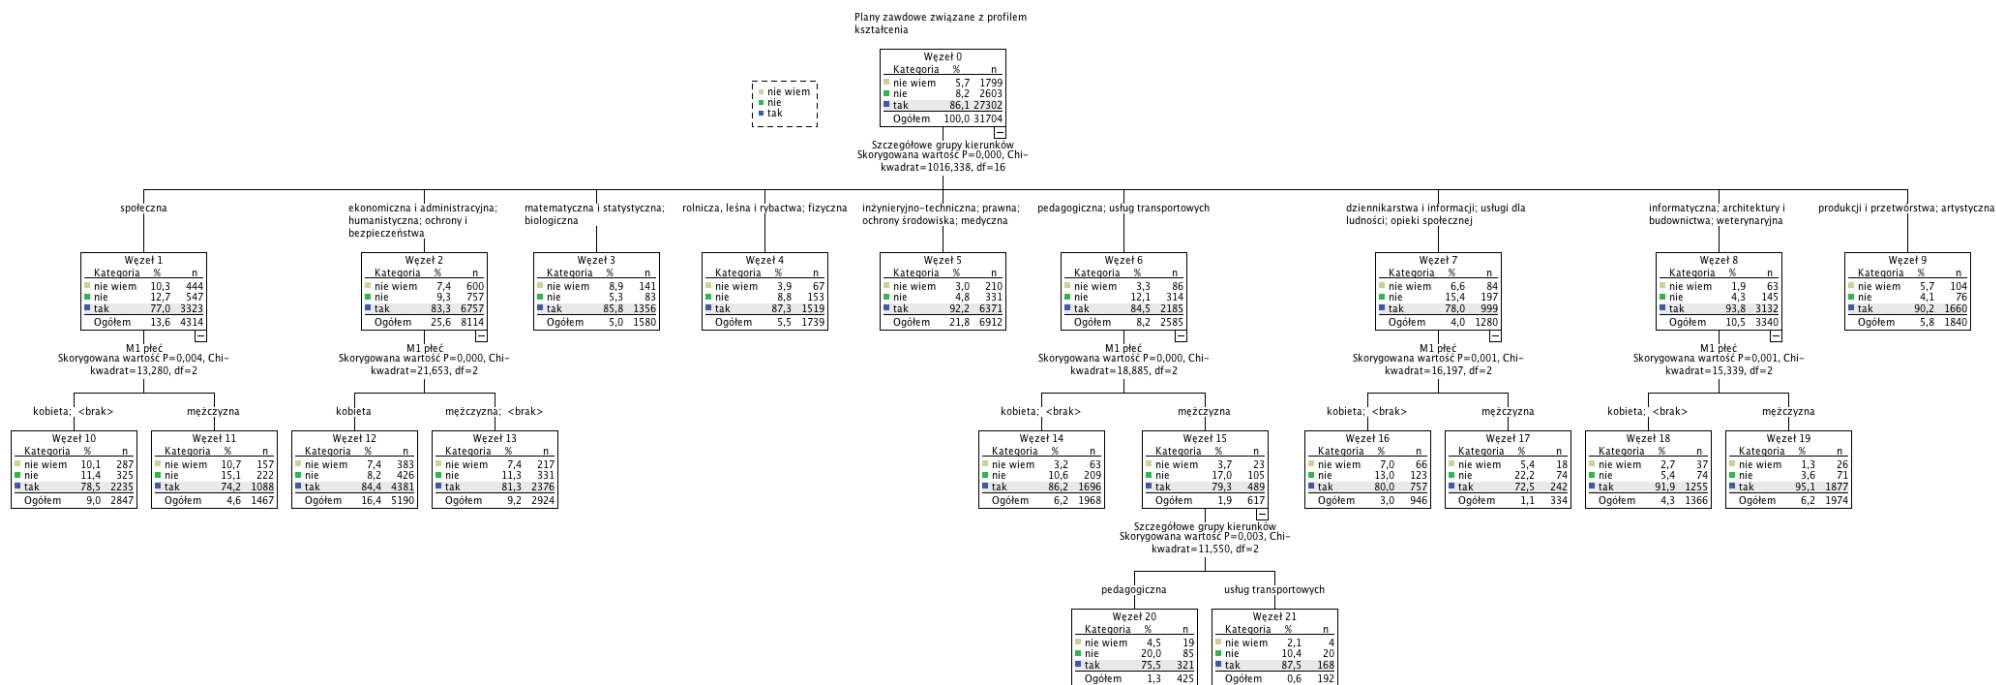 Plany zawdowe związane z profilem
kształcenia
Węzeł 0
Kategoria % n
nie wiem 5,7 1799
nie 8,2 2603
tak 86,1 27302
Ogółem 100,0 31704
nie wiem
nie
tak
Szczegółowe grupy kierunków
Skorygowana wartość P=0,000, Chi-
kwadrat=1016,338, df=16
społeczna
ekonomiczna i administracyjna;
humanistyczna; ochrony i
bezpieczeństwa
matematyczna i statystyczna;
biologiczna
rolnicza, leśna i rybactwa; fizyczna
inżynieryjno-techniczna; prawna;
ochrony środowiska; medyczna
pedagogiczna; usług transportowych
dziennikarstwa i informacji; usługi dla
ludności; opieki społecznej
informatyczna; architektury i
budownictwa; weterynaryjna
produkcji i przetwórstwa; artystyczna
Węzeł 1
Kategoria % n
nie wiem 10,3 444
nie 12,7 547
tak 77,0 3323
Ogółem 13,6 4314
Węzeł 2
Kategoria % n
nie wiem 7,4 600
nie 9,3 757
tak 83,3 6757
Ogółem 25,6 8114
Węzeł 3
Kategoria % n
nie wiem 8,9 141
nie 5,3 83
tak 85,8 1356
Ogółem 5,0 1580
Węzeł 4
Kategoria % n
nie wiem 3,9 67
nie 8,8 153
tak 87,3 1519
Ogółem 5,5 1739
Węzeł 5
Kategoria % n
nie wiem 3,0 210
nie 4,8 331
tak 92,2 6371
Ogółem 21,8 6912
Węzeł 6
Kategoria % n
nie wiem 3,3 86
nie 12,1 314
tak 84,5 2185
Ogółem 8,2 2585
Węzeł 7
Kategoria % n
nie wiem 6,6 84
nie 15,4 197
tak 78,0 999
Ogółem 4,0 1280
Węzeł 8
Kategoria % n
nie wiem 1,9 63
nie 4,3 145
tak 93,8 3132
Ogółem 10,5 3340
Węzeł 9
Kategoria % n
nie wiem 5,7 104
nie 4,1 76
tak 90,2 1660
Ogółem 5,8 1840
M1 płeć
Skorygowana wartość P=0,004, Chi-
kwadrat=13,280, df=2
M1 płeć
Skorygowana wartość P=0,000, Chi-
kwadrat=21,653, df=2
M1 płeć
Skorygowana wartość P=0,000, Chi-
kwadrat=18,885, df=2
M1 płeć
Skorygowana wartość P=0,001, Chi-
kwadrat=16,197, df=2
M1 płeć
Skorygowana wartość P=0,001, Chi-
kwadrat=15,339, df=2
kobieta; <brak>
mężczyzna
kobieta
mężczyzna; <brak>
kobieta; <brak>
mężczyzna
kobieta; <brak>
mężczyzna
kobieta; <brak>
mężczyzna
Węzeł 10
Kategoria % n
nie wiem 10,1 287
nie 11,4 325
tak 78,5 2235
Ogółem 9,0 2847
Węzeł 11
Kategoria % n
nie wiem 10,7 157
nie 15,1 222
tak 74,2 1088
Ogółem 4,6 1467
Węzeł 12
Kategoria % n
nie wiem 7,4 383
nie 8,2 426
tak 84,4 4381
Ogółem 16,4 5190
Węzeł 13
Kategoria % n
nie wiem 7,4 217
nie 11,3 331
tak 81,3 2376
Ogółem 9,2 2924
Węzeł 14
Kategoria % n
nie wiem 3,2 63
nie 10,6 209
tak 86,2 1696
Ogółem 6,2 1968
Węzeł 15
Kategoria % n
nie wiem 3,7 23
nie 17,0 105
tak 79,3 489
Ogółem 1,9 617
Węzeł 16
Kategoria % n
nie wiem 7,0 66
nie 13,0 123
tak 80,0 757
Ogółem 3,0 946
Węzeł 17
Kategoria % n
nie wiem 5,4 18
nie 22,2 74
tak 72,5 242
Ogółem 1,1 334
Węzeł 18
Kategoria % n
nie wiem 2,7 37
nie 5,4 74
tak 91,9 1255
Ogółem 4,3 1366
Węzeł 19
Kategoria % n
nie wiem 1,3 26
nie 3,6 71
tak 95,1 1877
Ogółem 6,2 1974
Szczegółowe grupy kierunków
Skorygowana wartość P=0,003, Chi-
kwadrat=11,550, df=2
pedagogiczna
usług transportowych
Węzeł 20
Kategoria % n
nie wiem 4,5 19
nie 20,0 85
tak 75,5 321
Ogółem 1,3 425
Węzeł 21
Kategoria % n
nie wiem 2,1 4
nie 10,4 20
tak 87,5 168
Ogółem 0,6 192